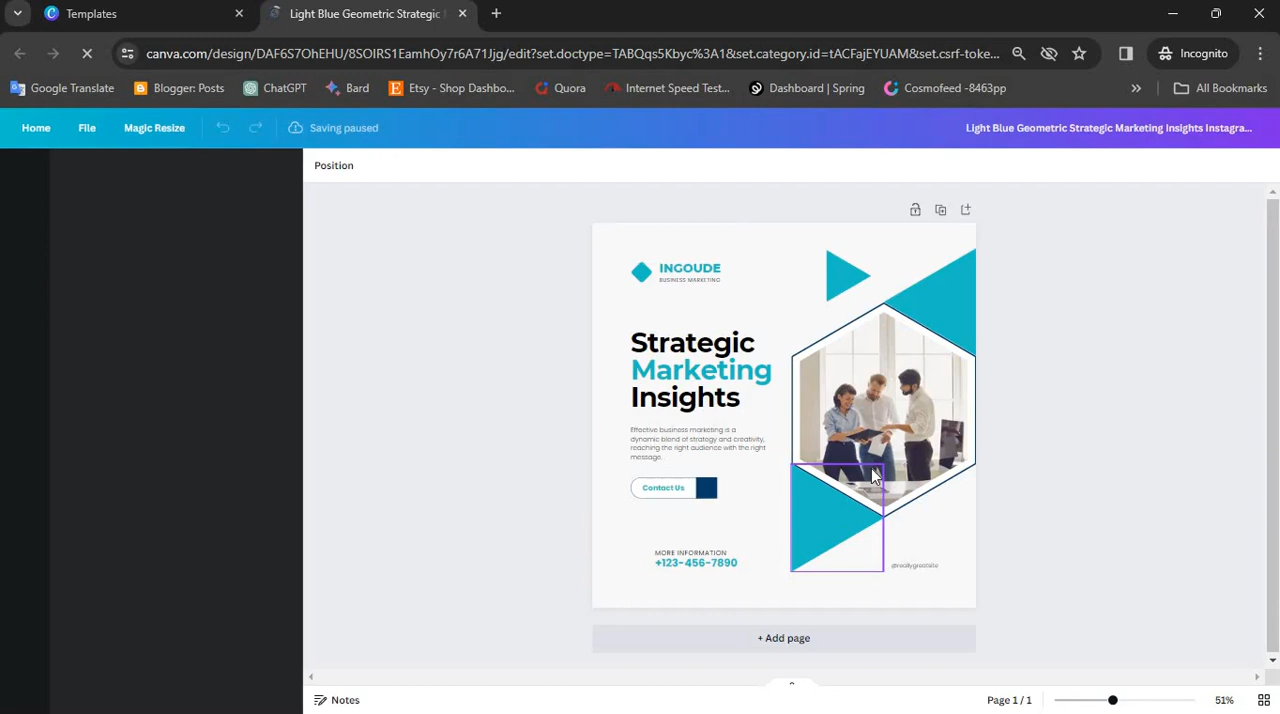 Templates
Light Blue Geometric Strategic
canva.com/design/DAF6S7OhEHU/8SOIRS1EamhOy7r6A71Jjg/edit?set.doctype=TABQqs5Kbyc%3A1&set.category.id=tACFajEYUAM&set.csrf-toke...
Incognito
Google Translate
Blogger: Posts
ChatGPT
Bard
Etsy - Shop Dashbo...
Quora
Internet Speed Test...
Dashboard | Spring
Cosmofeed -8463pp
All Bookmarks
Home
File
Magic Resize
Saving paused
Light Blue Geometric Strategic Marketing Insights Instagra...
Position
INGOUDE
BUSINESS MARKETING
Strategic
Marketing
Insights
Effective business marketing is a
dynamic blend of strategy and creativity,
reaching the right audience with the right
message.
Contact Us
MORE INFORMATION
+123-456-7890
@reallygreatsite
+ Add page
Notes
Page 1 / 1
51%